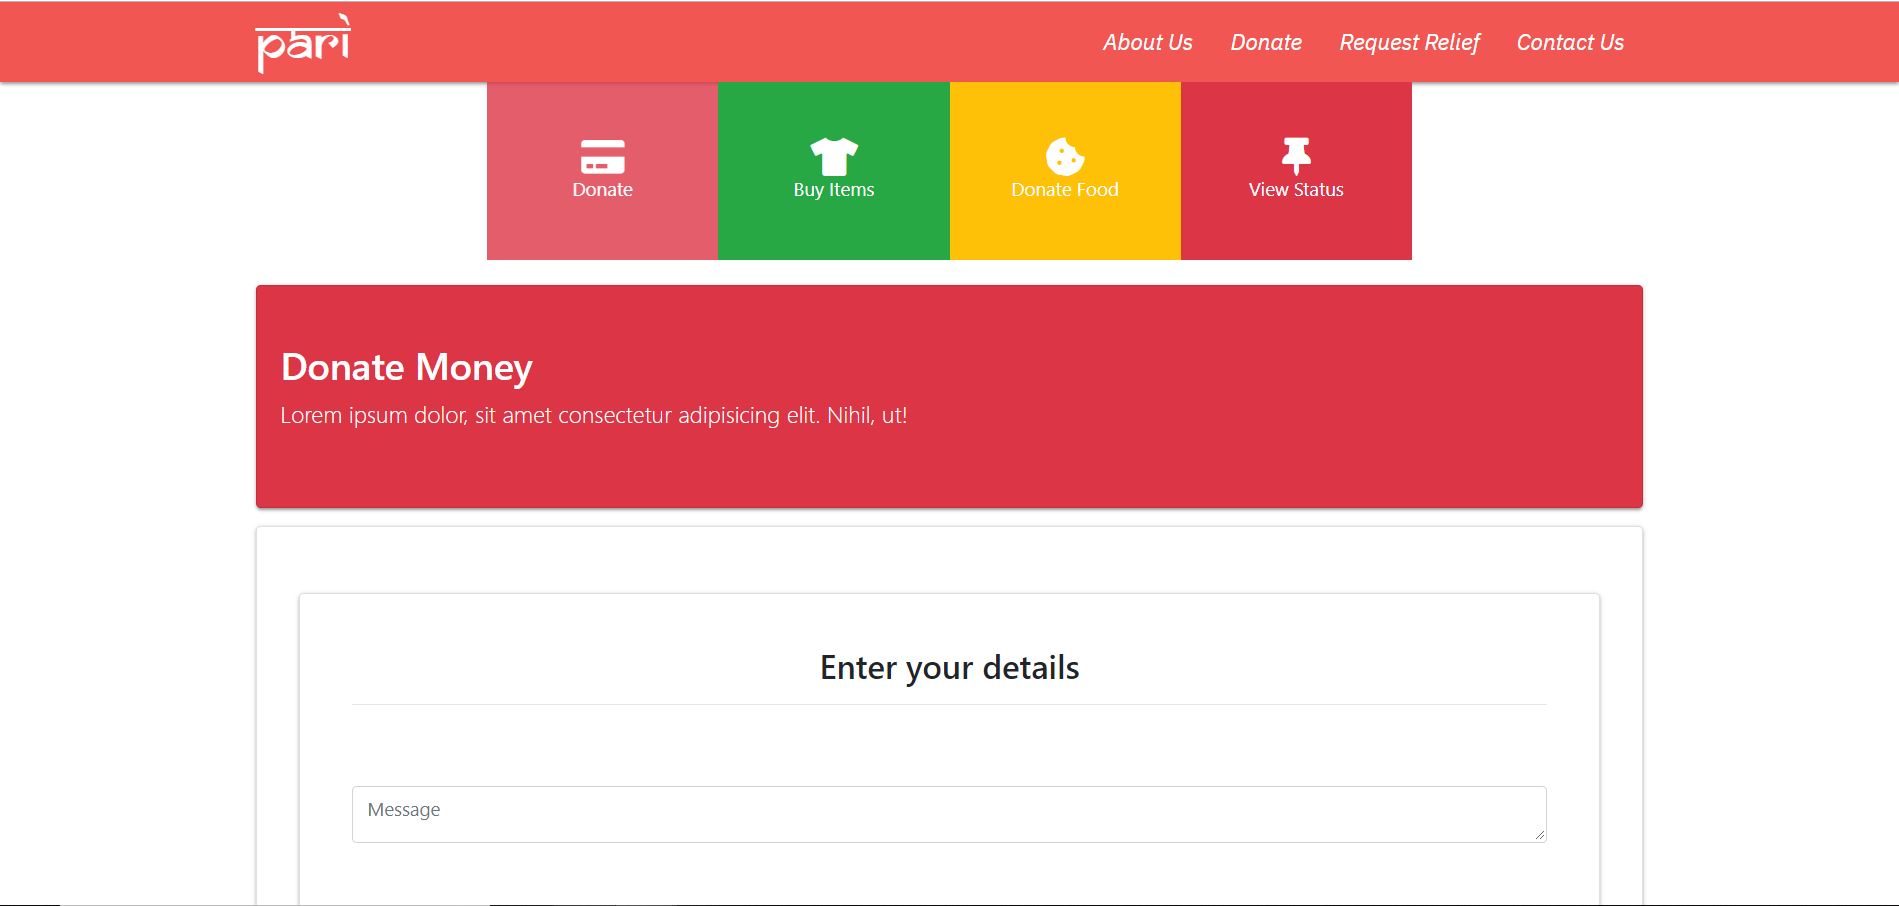 pari
About Us Donate Request Relief Contact Us
Donate Buy Items Donate Food View Status
Donate Money
Lorem ipsum dolor, sit amet consectetur adipisicing elit. Nihil, ut!
Enter your details
Message